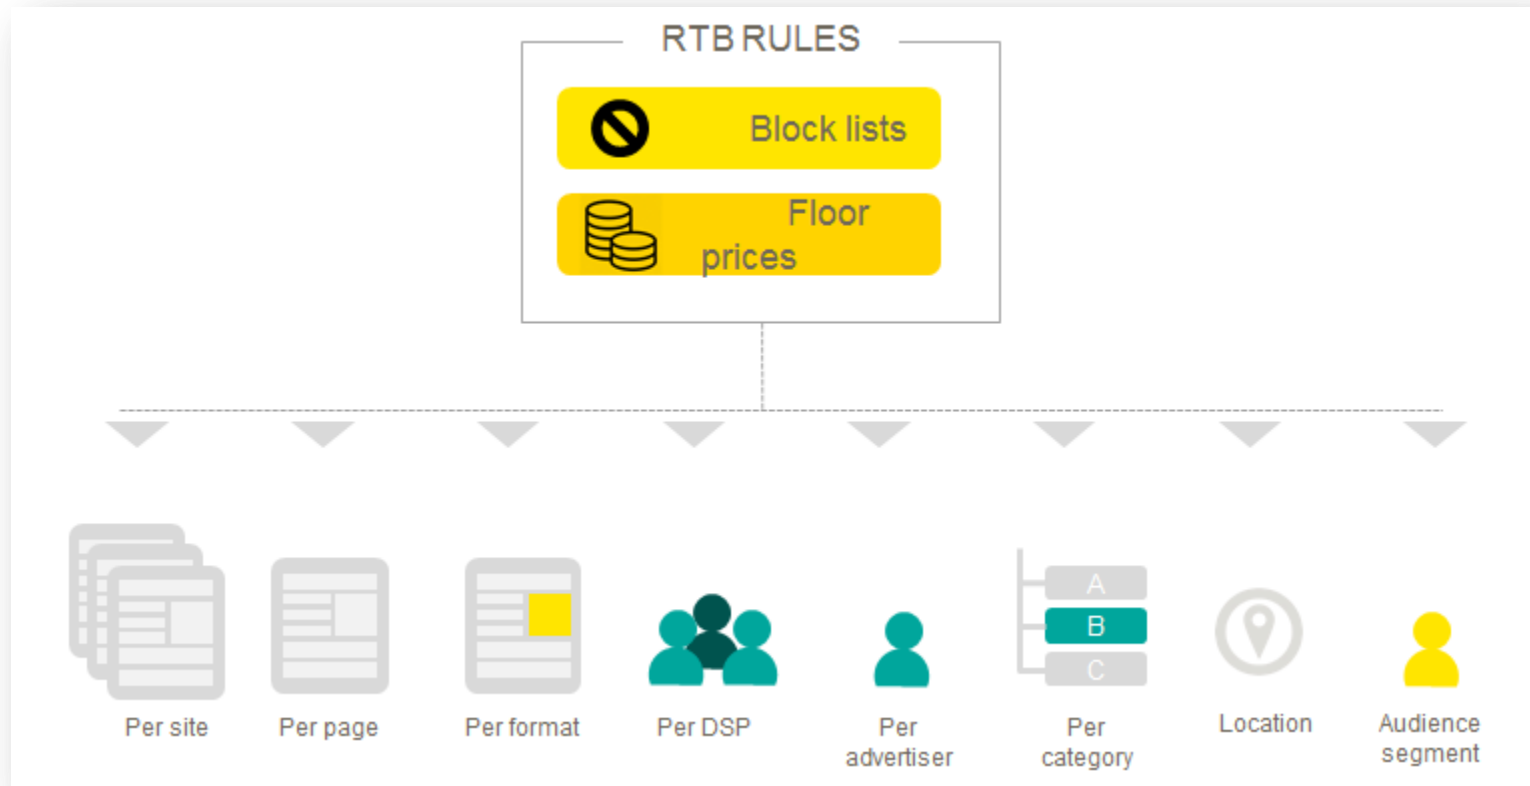 RTB RULES
Block lists
Floor
prices
A
B
C
Per site
Per page
Per format
Per DSP
Per
advertiser
Per
category
Location
Audience
segment